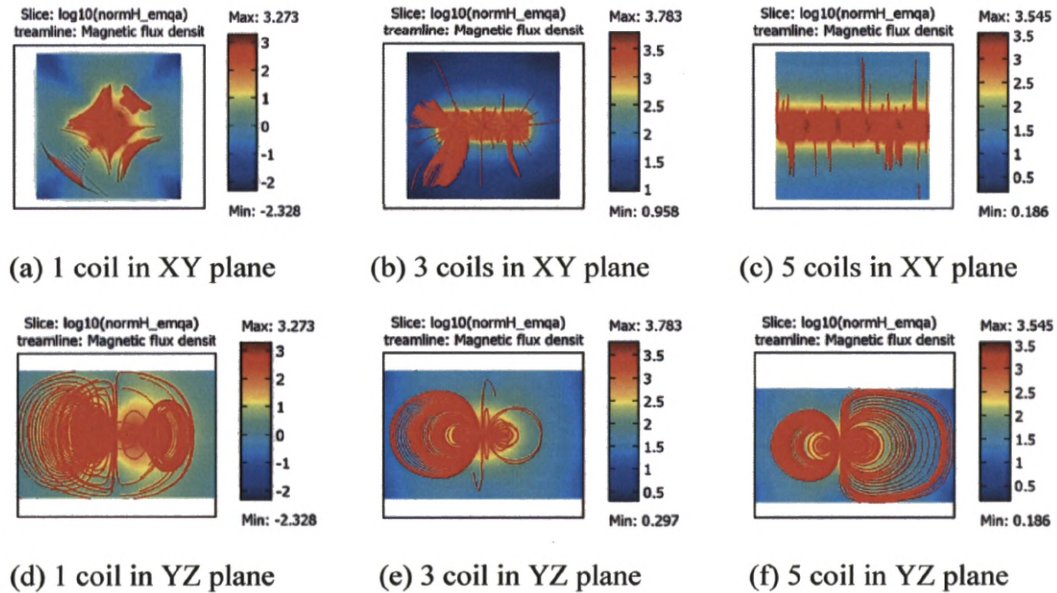 Slice: log10(normH_emqa)
treamline: Magnetic flux densit
Max: 3.273
3
2
1
0
-1
-2
Min: -2.328
(a) 1 coil in XY plane
Slice: log10(normH_emqa)
treamline: Magnetic flux densit
Max: 3.783
3.5
3
2.5
2
1.5
1
Min: 0.958
(b) 3 coils in XY plane
Slice: log10(normH_emqa)
treamline: Magnetic flux densit
Max: 3.545
3.5
3
2.5
2
1.5
1
0.5
Min: 0.186
(c) 5 coils in XY plane
Slice: log10(normH_emqa)
treamline: Magnetic flux densit
Max: 3.273
3
2
1
0
-1
-2
Min: -2.328
(d) 1 coil in YZ plane
Slice: log10(normH_emqa)
treamline: Magnetic flux densit
Max: 3.783
3.5
3
2.5
2
1.5
1
0.5
Min: 0.297
(e) 3 coil in YZ plane
Slice: log10(normH_emqa)
treamline: Magnetic flux densit
Max: 3.545
3.5
3
2.5
2
1.5
1
0.5
Min: 0.186
(f) 5 coil in YZ plane